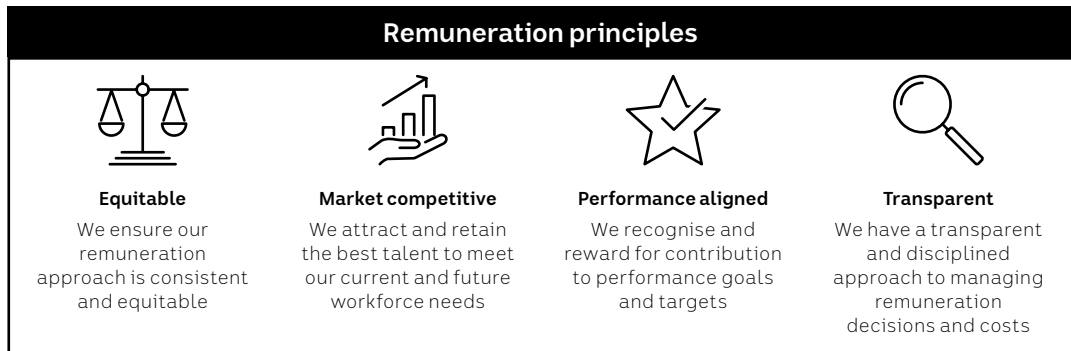 Remuneration principles
Equitable
We ensure our
remuneration
approach is consistent
and equitable
Market competitive
We attract and retain
the best talent to meet
our current and future
workforce needs
Performance aligned
We recognise and
reward for contribution
to performance goals
and targets
Transparent
We have a transparent
and disciplined
approach to managing
remuneration
decisions and costs